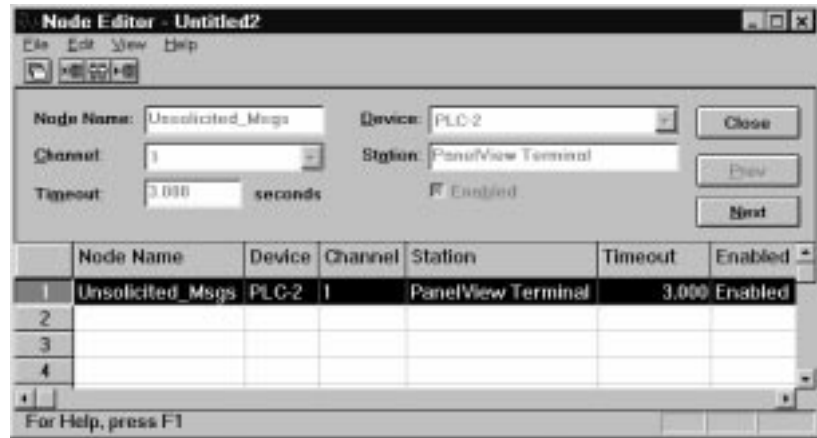 Node Editor - Untitled2
File Edit View Help
Node Name: Unsolicited_Msgs Device: PLC-2 Close
Channel: 1 Station: PanelView Terminal Prev
Timeout: 3.000 seconds Enabled Next
Node Name Device Channel Station Timeout Enabled
1 Unsolicited_Msgs PLC-2 1 PanelView Terminal 3.000 Enabled
2
3
4
For Help, press F1